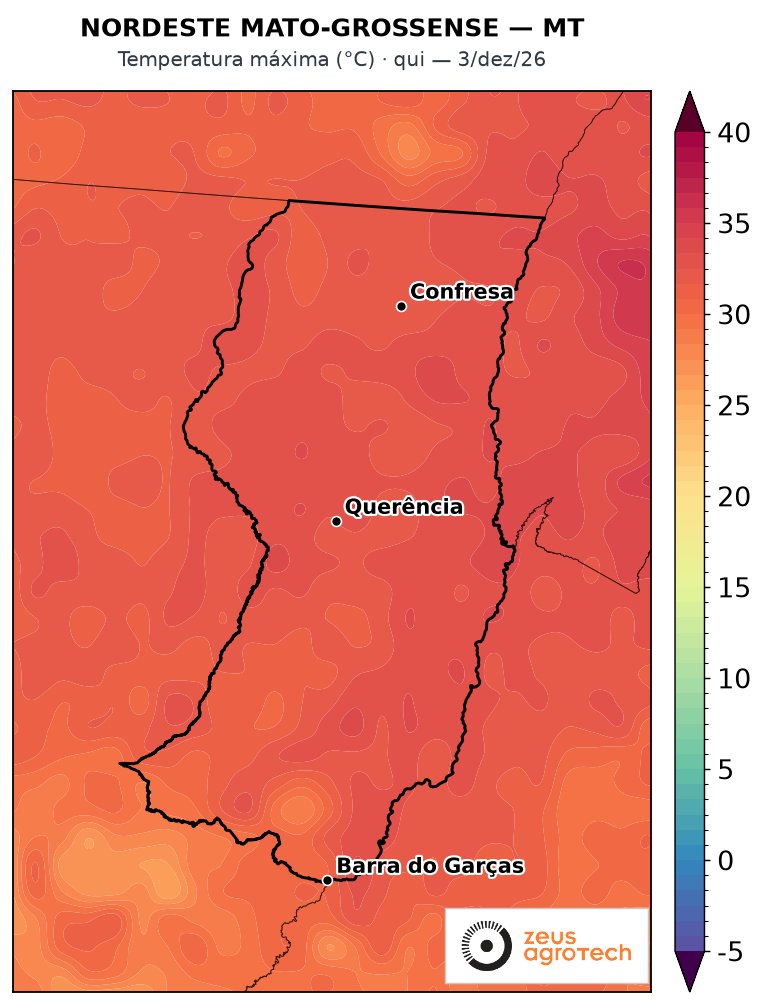 NORDESTE MATO-GROSSENSE — MT
Temperatura máxima (°C) · qui — 3/dez/26
Confresa
Querência
Barra do Garças
zeus
agrotech
40
35
30
25
20
15
10
5
0
-5